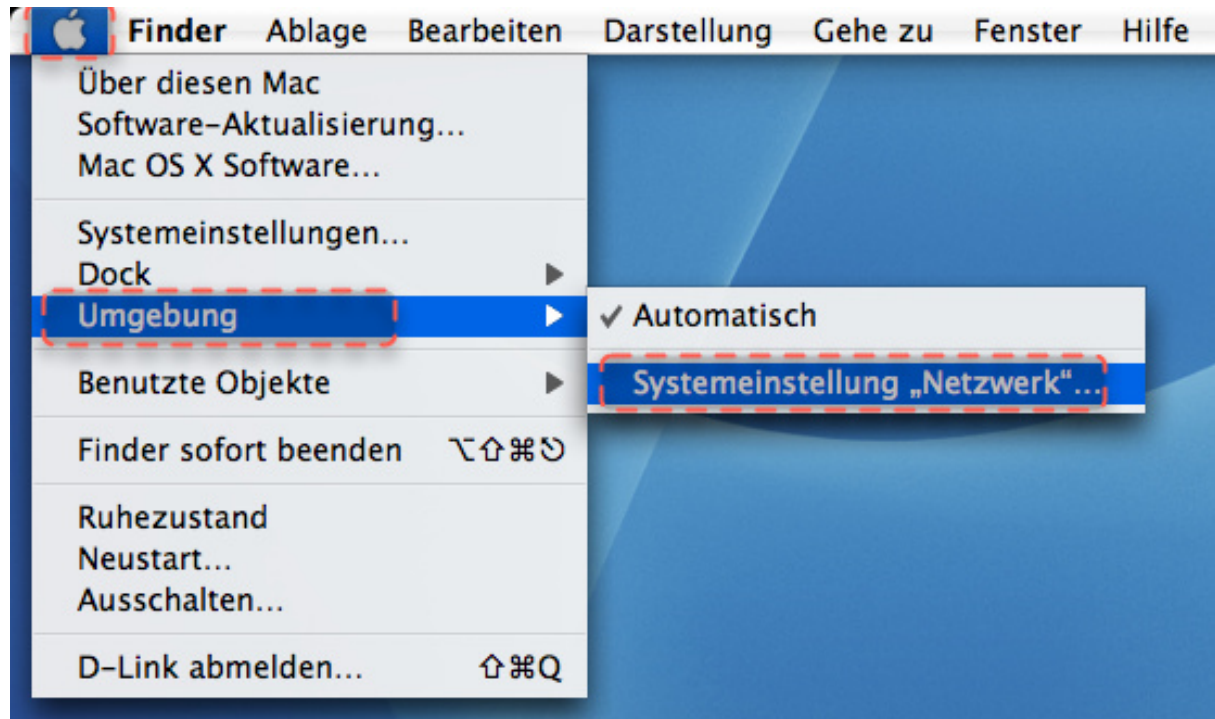 Finder Ablage Bearbeiten Darstellung Gehe zu Fenster Hilfe
Über diesen Mac
Software-Aktualisierung...
Mac OS X Software...
Systemeinstellungen...
Dock
Umgebung
Automatisch
Systemeinstellung „Netzwerk“...
Benutzte Objekte
Finder sofort beenden ⌥⇧⌘⎋
Ruhezustand
Neustart...
Ausschalten...
D-Link abmelden... ⇧⌘Q